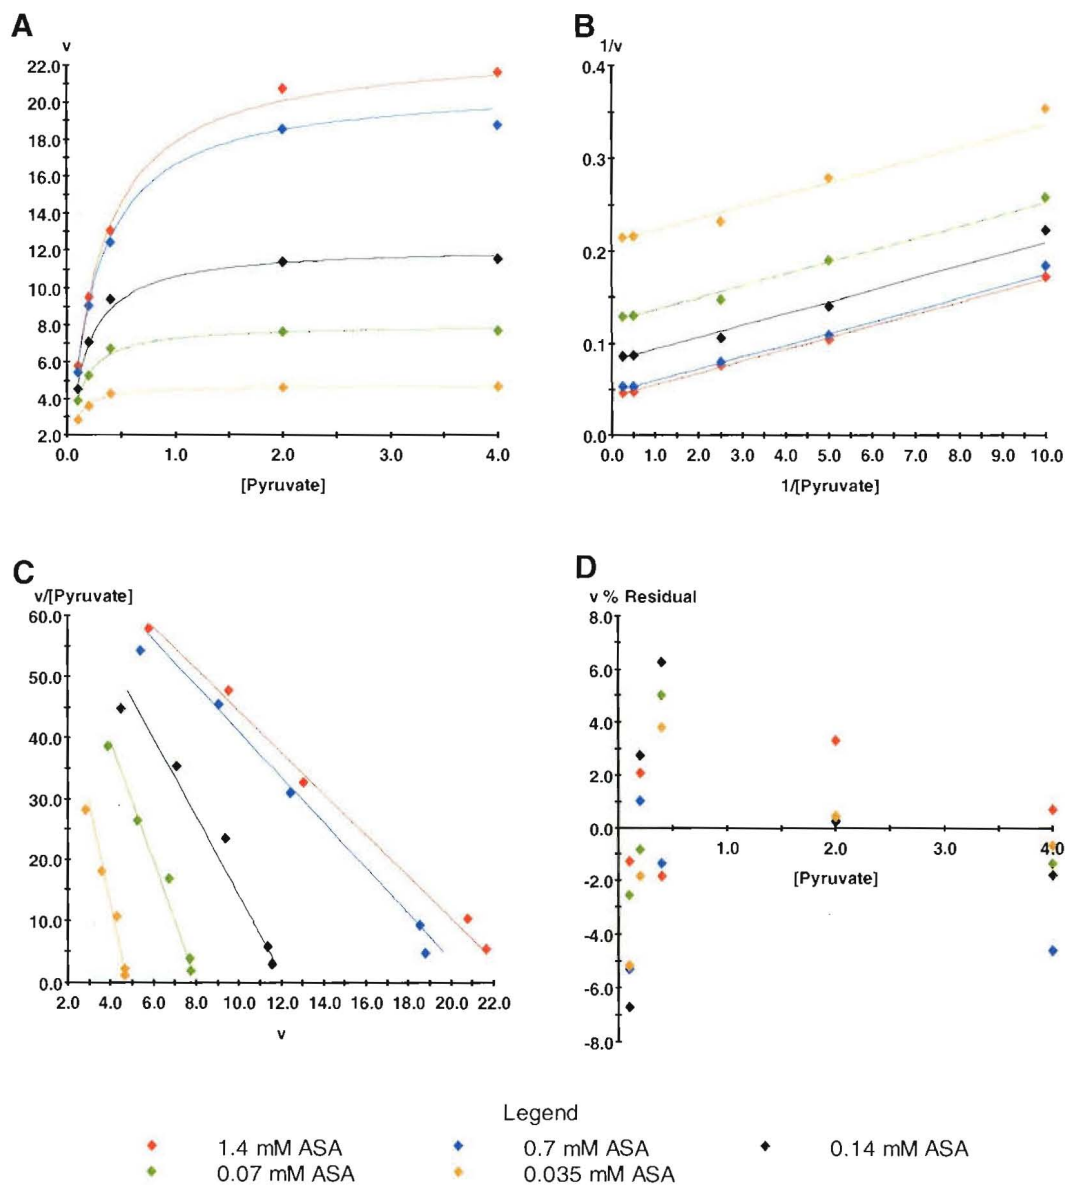 A
v
22.0
20.0
18.0
16.0
14.0
12.0
10.0
8.0
6.0
4.0
2.0
0.0 1.0 2.0 3.0 4.0
[Pyruvate]
B
1/v
0.4
0.3
0.2
0.1
0.0
0.0 1.0 2.0 3.0 4.0 5.0 6.0 7.0 8.0 9.0 10.0
1/[Pyruvate]
C
v/[Pyruvate]
60.0
50.0
40.0
30.0
20.0
10.0
0.0
2.0 4.0 6.0 8.0 10.0 12.0 14.0 16.0 18.0 20.0 22.0
v
D
v % Residual
8.0
6.0
4.0
2.0
0.0
-2.0
-4.0
-6.0
-8.0
1.0 2.0 3.0 4.0
[Pyruvate]
Legend
1.4 mM ASA 0.7 mM ASA 0.14 mM ASA
0.07 mM ASA 0.035 mM ASA